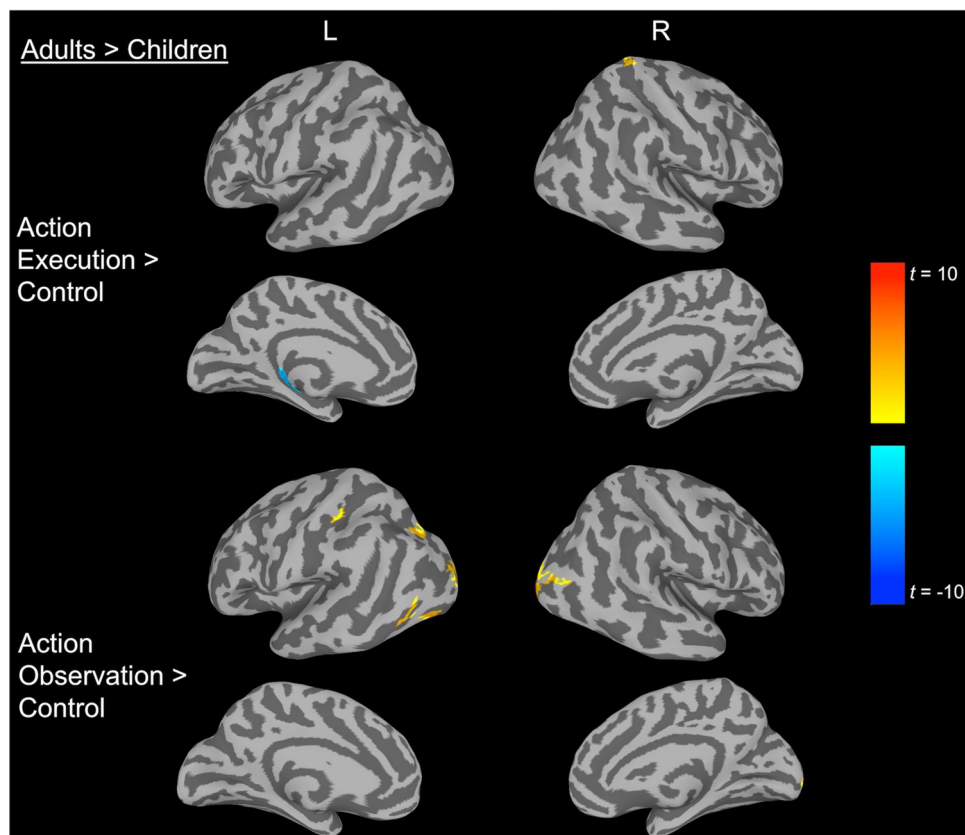 L
R
Adults > Children
Action
Execution >
Control
t = 10
t = -10
Action
Observation >
Control